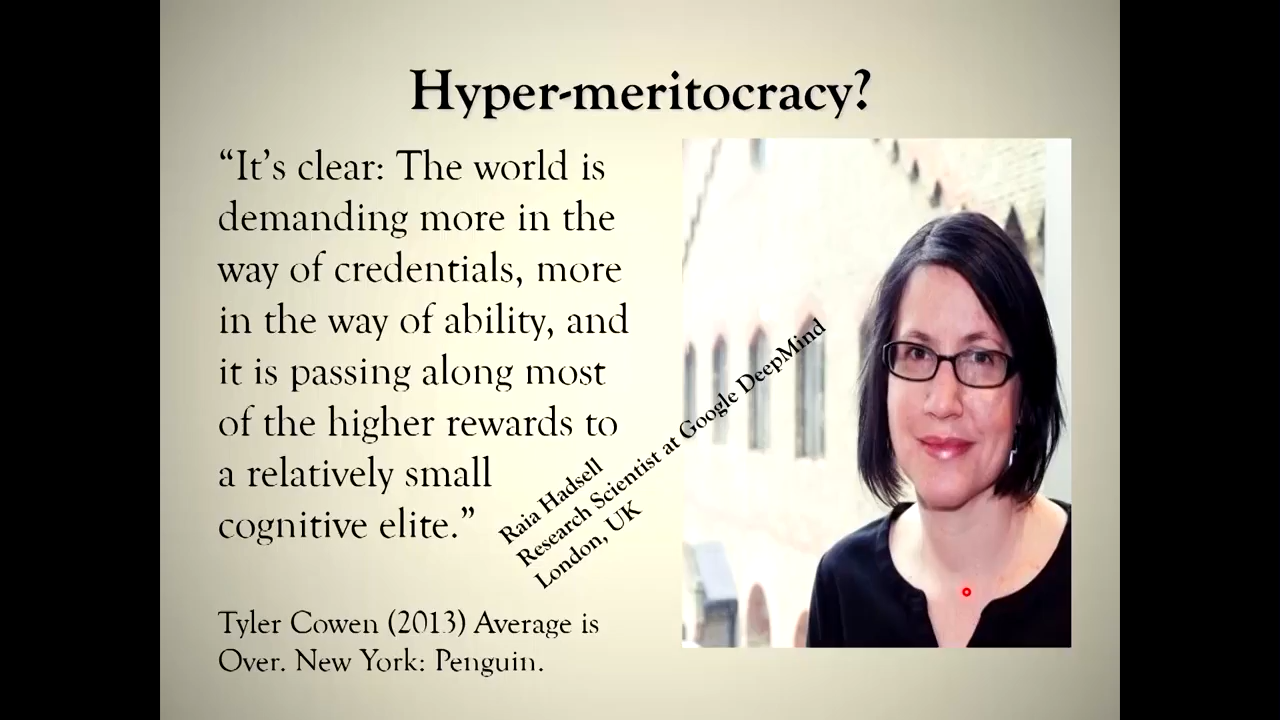 Hyper-meritocracy?
“It’s clear: The world is
demanding more in the
way of credentials, more
in the way of ability, and
it is passing along most
of the higher rewards to
a relatively small
cognitive elite.”
Raia Hadsell
Research Scientist at Google DeepMind
London, UK
Tyler Cowen (2013) Average is
Over. New York: Penguin.